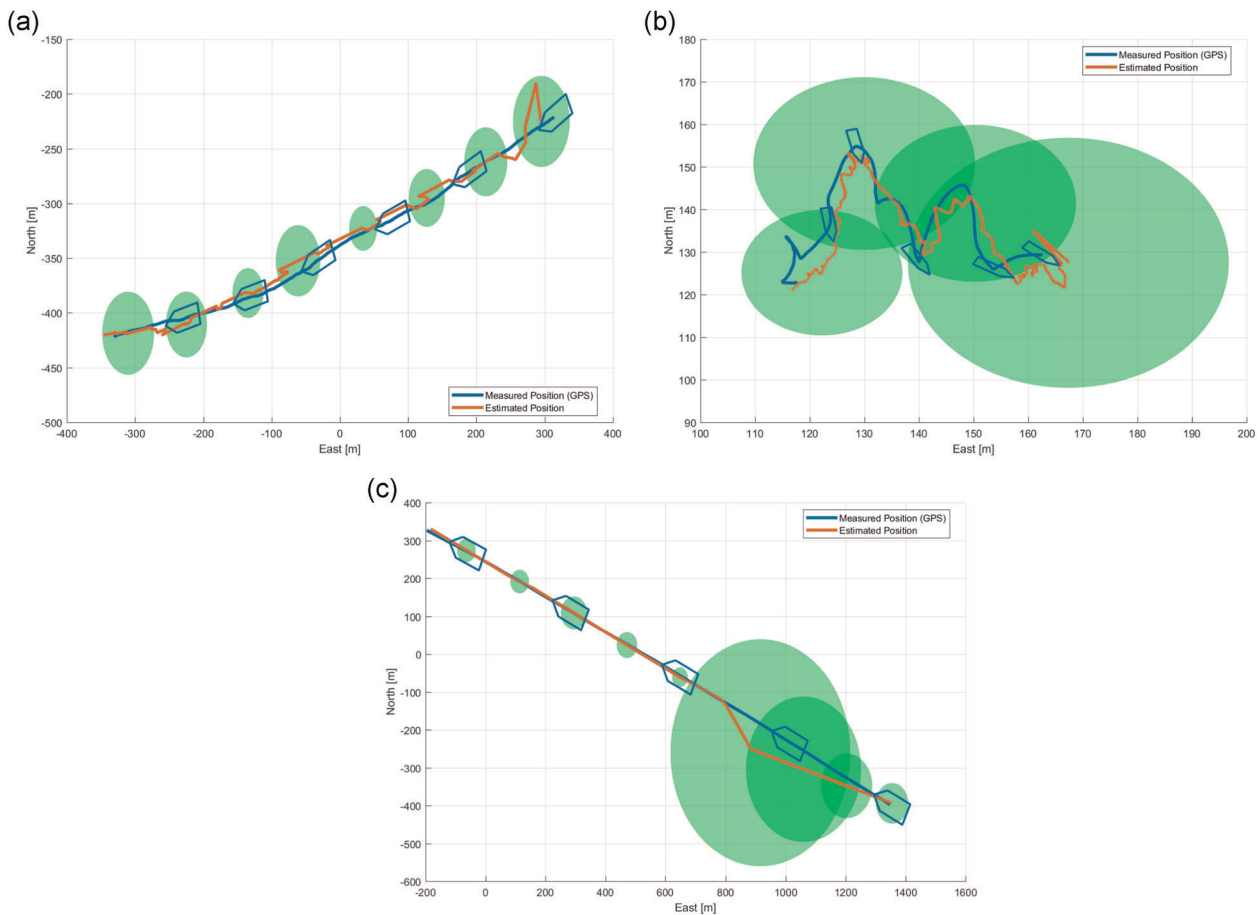 (a)
-150
-200
-250
-300
-350
-400
-450
-500
North [m]
Measured Position (GPS)
Estimated Position
-400 -300 -200 -100 0 100 200 300 400
East [m]
(b)
180
170
160
150
140
130
120
110
100
90
North [m]
Measured Position (GPS)
Estimated Position
100 110 120 130 140 150 160 170 180 190 200
East [m]
(c)
400
300
200
100
0
-100
-200
-300
-400
-500
-600
North [m]
Measured Position (GPS)
Estimated Position
-200 0 200 400 600 800 1000 1200 1400 1600
East [m]